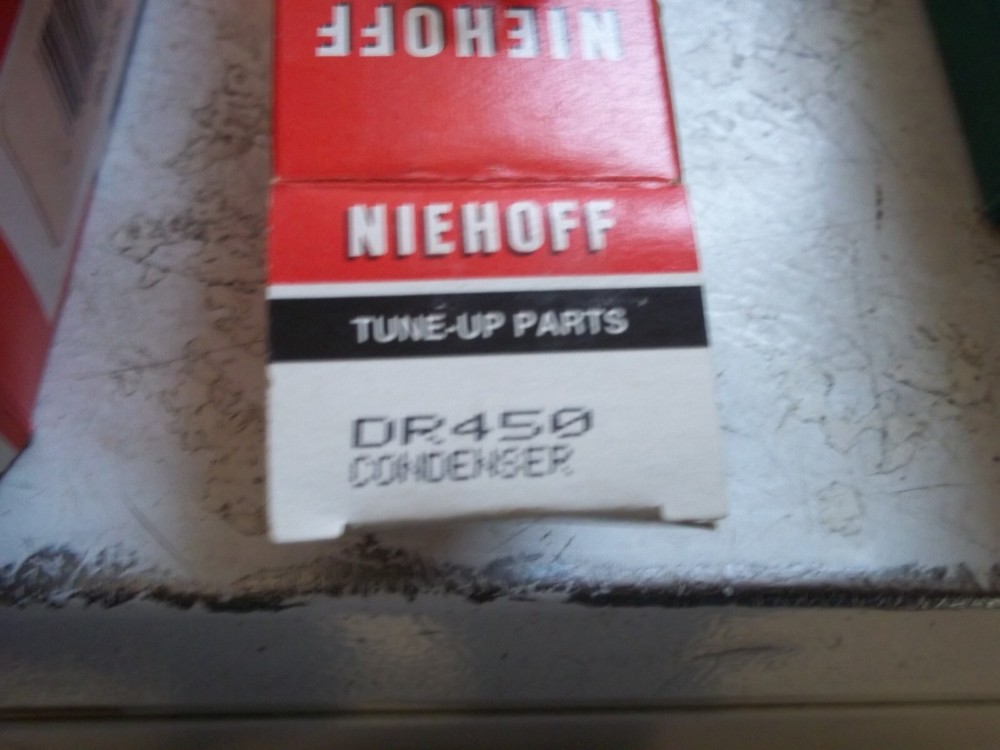 NIEHOFF
NIEHOFF
TUNE-UP PARTS
DR450
CONDENSER